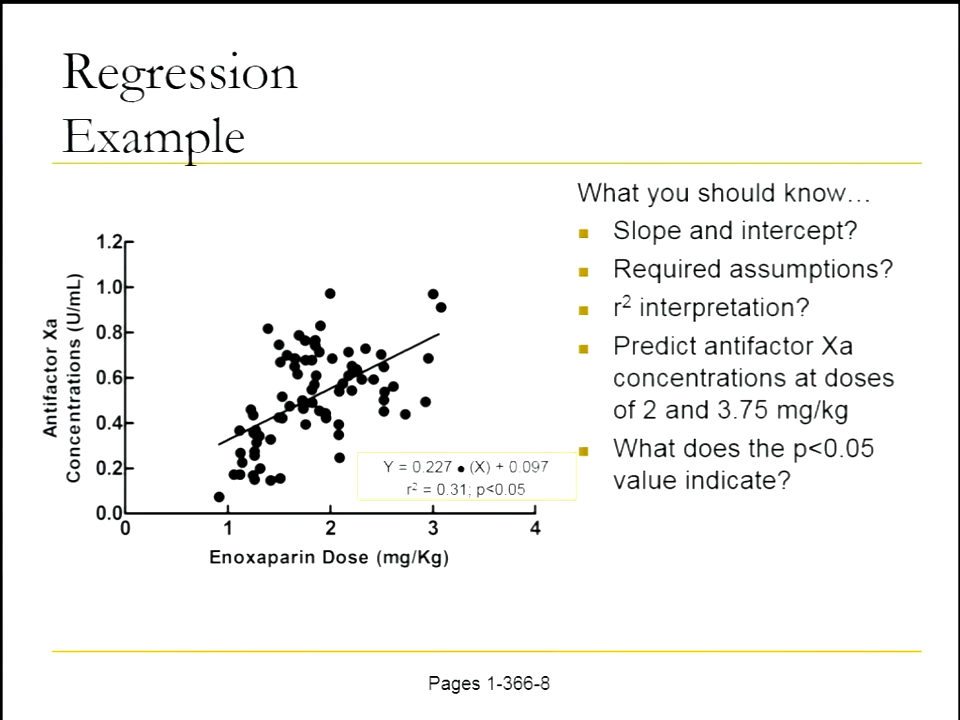 Regression
Example
What you should know…
Slope and intercept?
Required assumptions?
r² interpretation?
Predict antifactor Xa
concentrations at doses
of 2 and 3.75 mg/kg
What does the p<0.05
value indicate?
Antifactor Xa
Concentrations (U/mL)
1.2
1.0
0.8
0.6
0.4
0.2
0.0
0 1 2 3 4
Enoxaparin Dose (mg/Kg)
Y = 0.227 ● (X) + 0.097
r² = 0.31; p<0.05
Pages 1-366-8